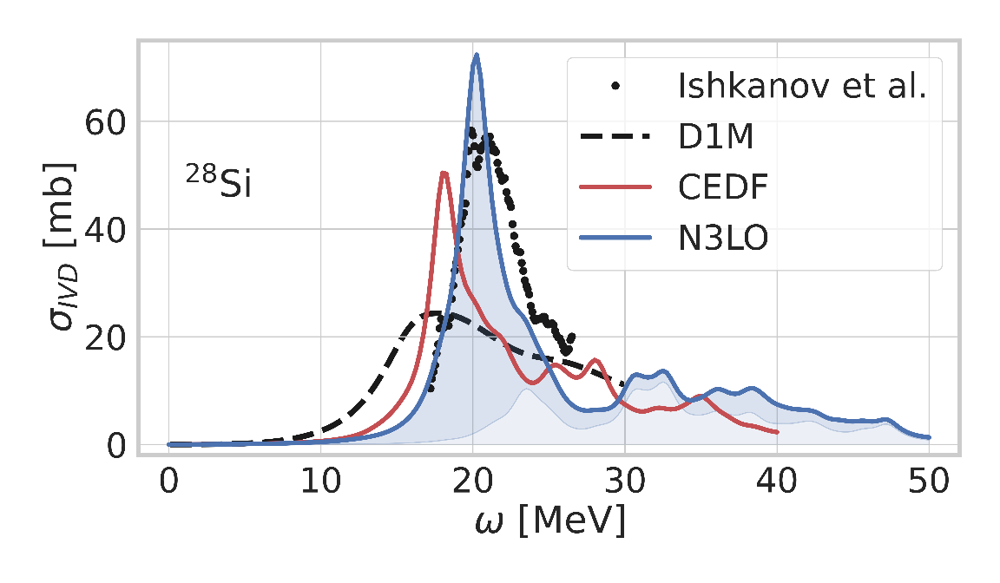 Ishkanov et al.
D1M
CEDF
N3LO
²⁸Si
σ_IVD [mb]
60
40
20
0
0 10 20 30 40 50
ω [MeV]